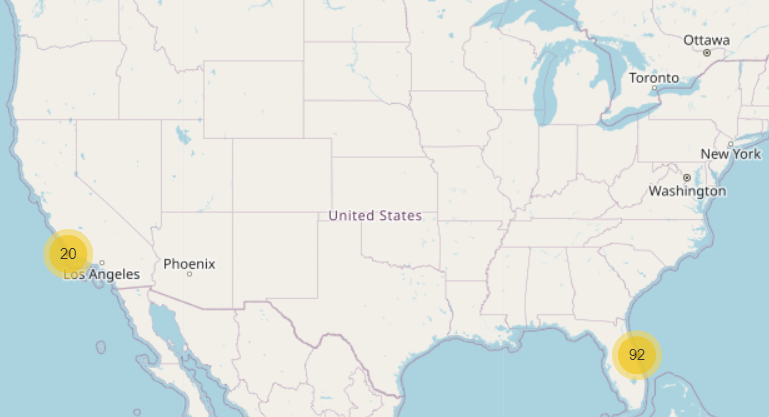 Ottawa
Toronto
New York
Washington
United States
20
Los Angeles
Phoenix
92